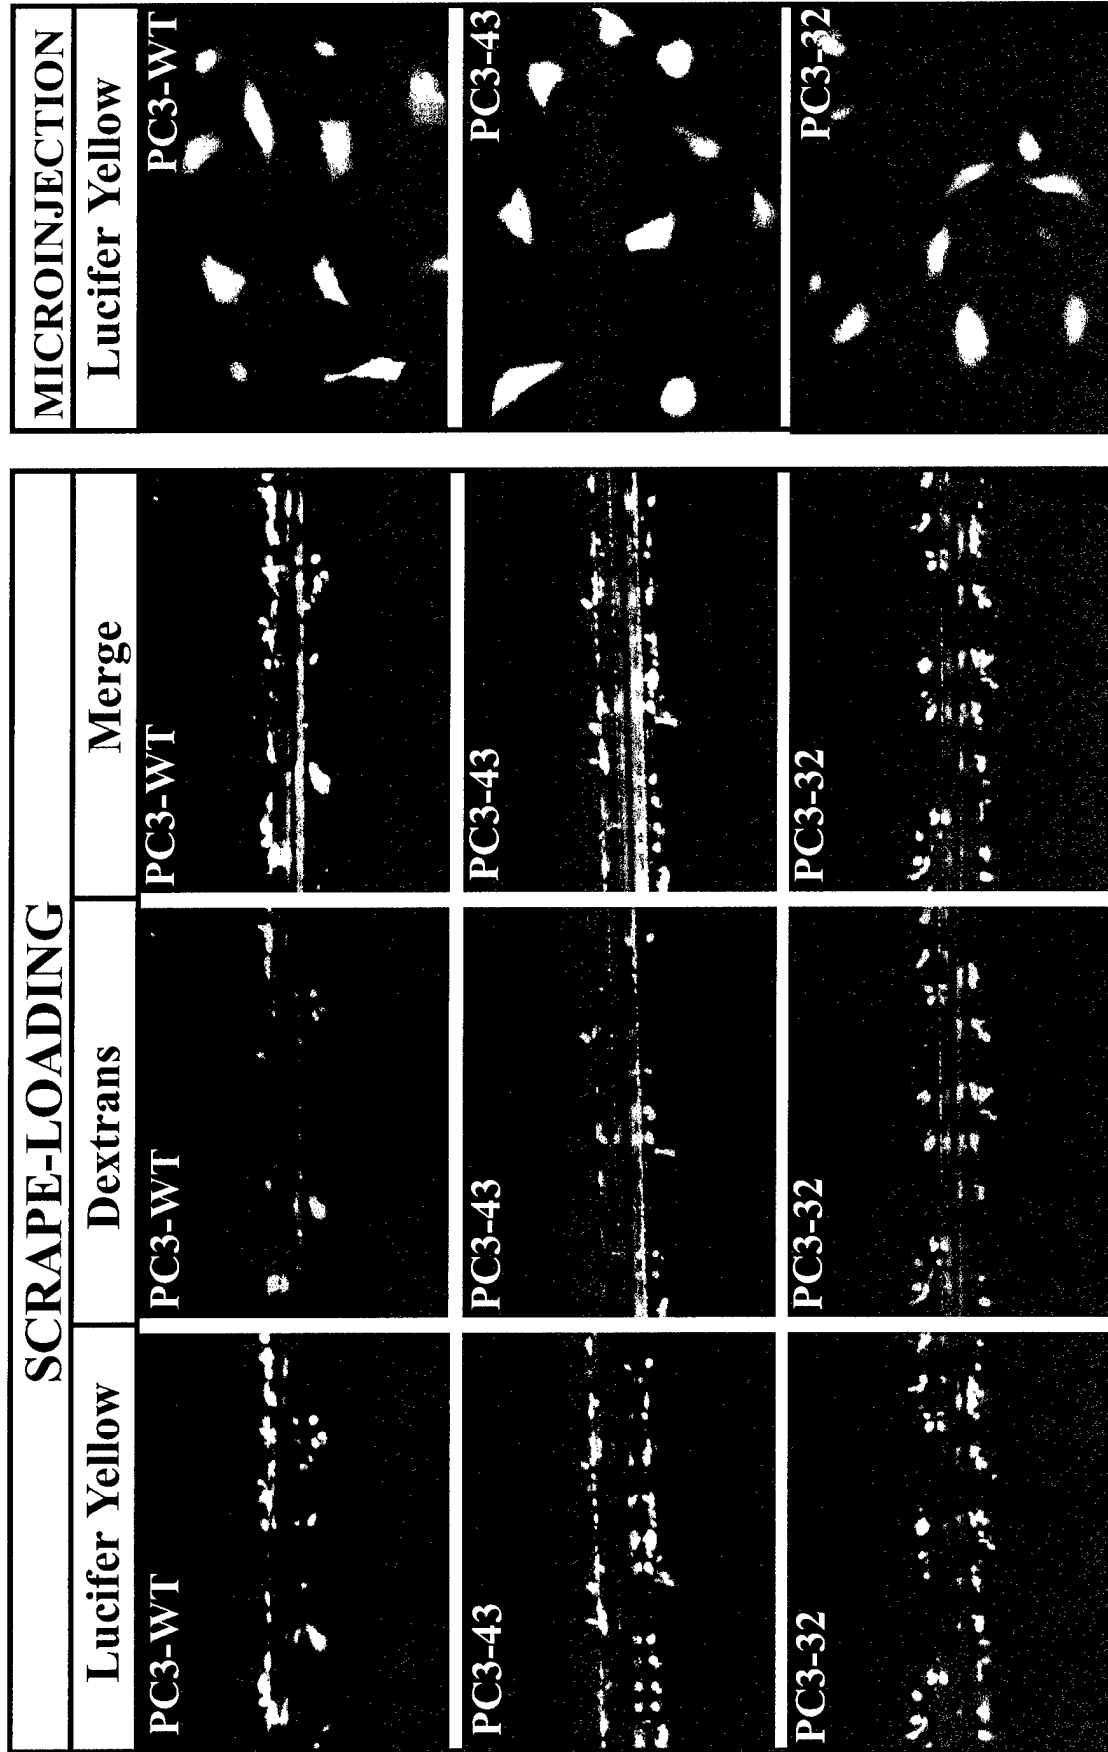 SCRAPE-LOADING
MICROINJECTION
Lucifer Yellow
Dextrans
Merge
Lucifer Yellow
PC3-WT
PC3-WT
PC3-WT
PC3-WT
PC3-43
PC3-43
PC3-43
PC3-43
PC3-32
PC3-32
PC3-32
PC3-32